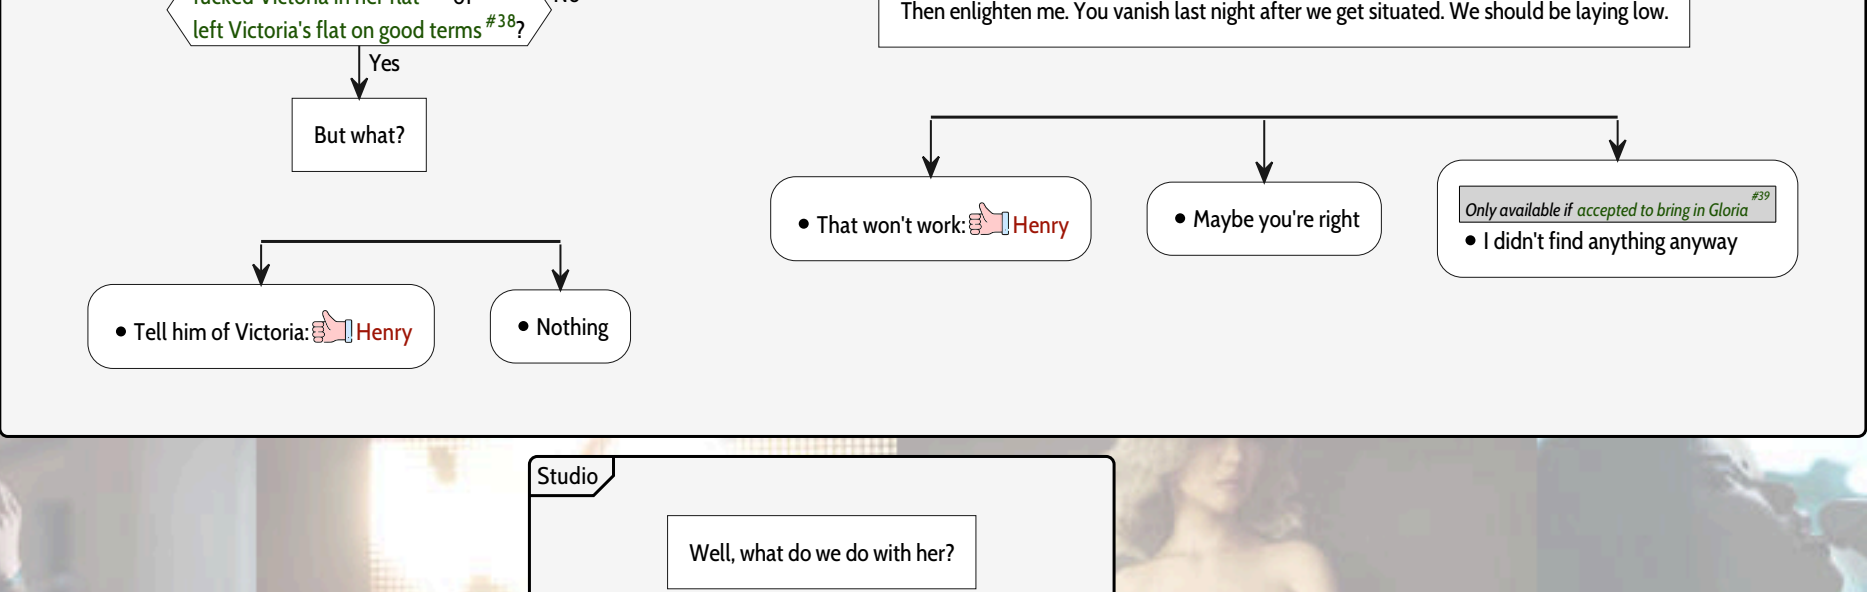 left Victoria's flat on good terms #38?
Yes
But what?
• Tell him of Victoria: Henry
• Nothing
Then enlighten me. You vanish last night after we get situated. We should be laying low.
• That won't work: Henry
• Maybe you're right
Only available if accepted to bring in Gloria #39
• I didn't find anything anyway
Studio
Well, what do we do with her?